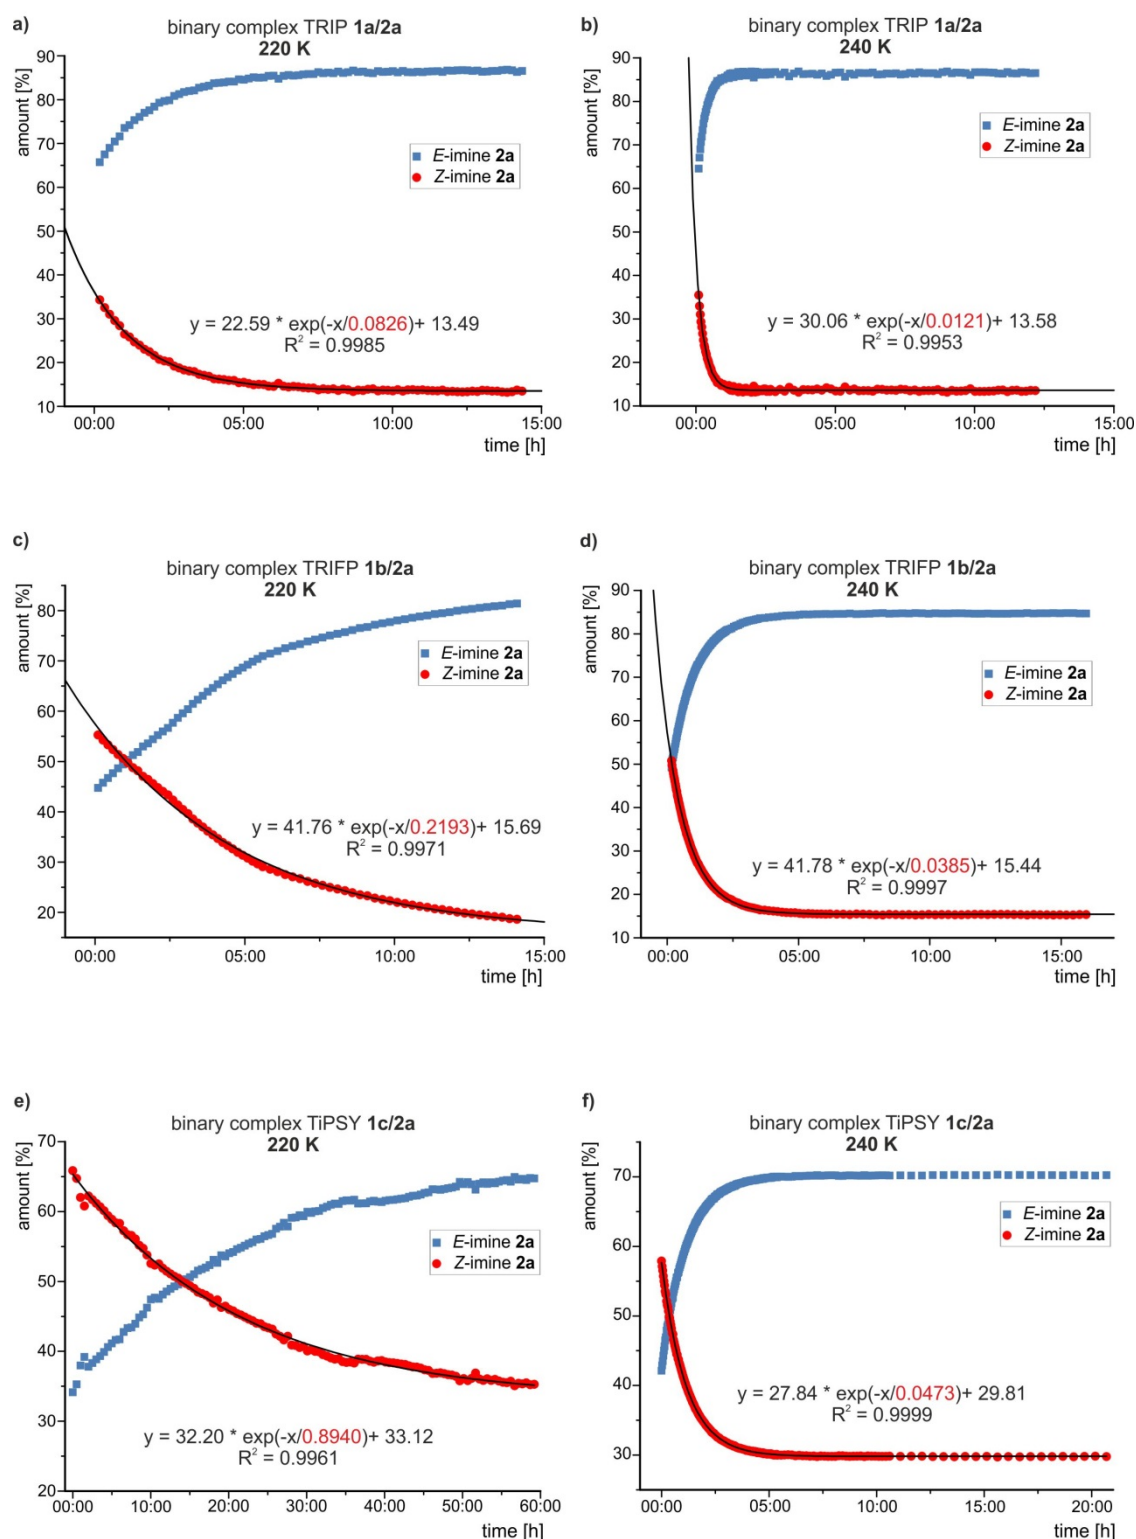 a)
binary complex TRIP 1a/2a
220 K
amount [%]
90
80
70
60
50
40
30
20
10
E-imine 2a
Z-imine 2a
y = 22.59 * exp(-x/0.0826)+ 13.49
R² = 0.9985
00:00 05:00 10:00 15:00
time [h]
b)
binary complex TRIP 1a/2a
240 K
amount [%]
90
80
70
60
50
40
30
20
10
E-imine 2a
Z-imine 2a
y = 30.06 * exp(-x/0.0121)+ 13.58
R² = 0.9953
00:00 05:00 10:00 15:00
time [h]
c)
binary complex TRIFP 1b/2a
220 K
amount [%]
80
70
60
50
40
30
20
E-imine 2a
Z-imine 2a
y = 41.76 * exp(-x/0.2193)+ 15.69
R² = 0.9971
00:00 05:00 10:00 15:00
time [h]
d)
binary complex TRIFP 1b/2a
240 K
amount [%]
90
80
70
60
50
40
30
20
10
E-imine 2a
Z-imine 2a
y = 41.78 * exp(-x/0.0385)+ 15.44
R² = 0.9997
00:00 05:00 10:00 15:00
time [h]
e)
binary complex TiPSY 1c/2a
220 K
amount [%]
70
60
50
40
30
20
E-imine 2a
Z-imine 2a
y = 32.20 * exp(-x/0.8940)+ 33.12
R² = 0.9961
00:00 10:00 20:00 30:00 40:00 50:00 60:00
time [h]
f)
binary complex TiPSY 1c/2a
240 K
amount [%]
70
60
50
40
30
E-imine 2a
Z-imine 2a
y = 27.84 * exp(-x/0.0473)+ 29.81
R² = 0.9999
00:00 05:00 10:00 15:00 20:00
time [h]